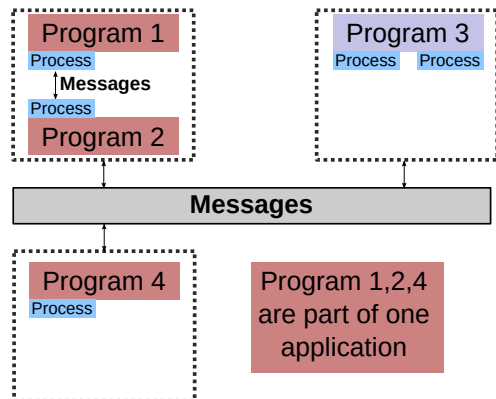 Program 1
Process
Messages
Process
Program 2
Program 3
Process Process
Messages
Program 4
Process
Program 1,2,4
are part of one
application